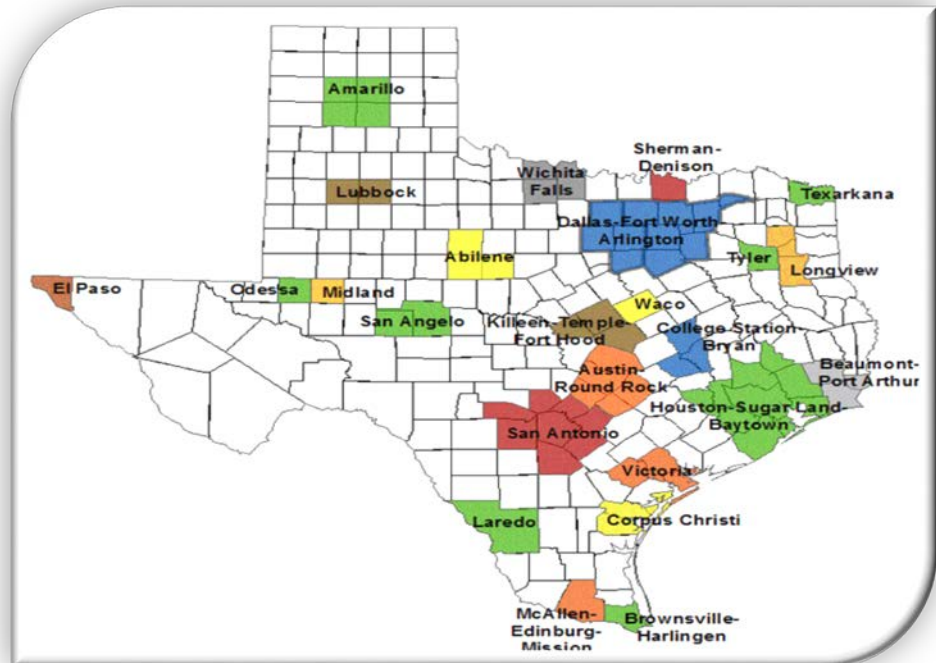 Amarillo
Sherman-
Denison
Wichita
Falls
Lubbock
Texarkana
Dallas-Fort Worth-
Arlington
Abilene
Tyler
Longview
El Paso
Odessa
Midland
Waco
San Angelo
Killeen-Temple-
Fort Hood
College Station-
Bryan
Beaumont-
Port Arthur
Austin-
Round Rock
Houston-Sugar Land-
Baytown
San Antonio
Victoria
Laredo
Corpus Christi
McAllen-
Edinburg-
Mission
Brownsville-
Harlingen